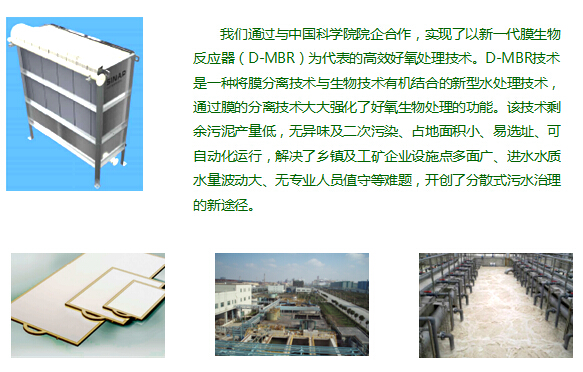 我们通过与中国科学院院企合作，实现了以新一代膜生物
反应器（D-MBR）为代表的高效好氧处理技术。D-MBR技术
是一种将膜分离技术与生物技术有机结合的新型水处理技术，
通过膜的分离技术大大强化了好氧生物处理的功能。该技术剩
余污泥产量低，无异味及二次污染、占地面积小、易选址、可
自动化运行，解决了乡镇及工矿企业设施点多面广、进水水质
水量波动大、无专业人员值守等难题，开创了分散式污水治理
的新途径。